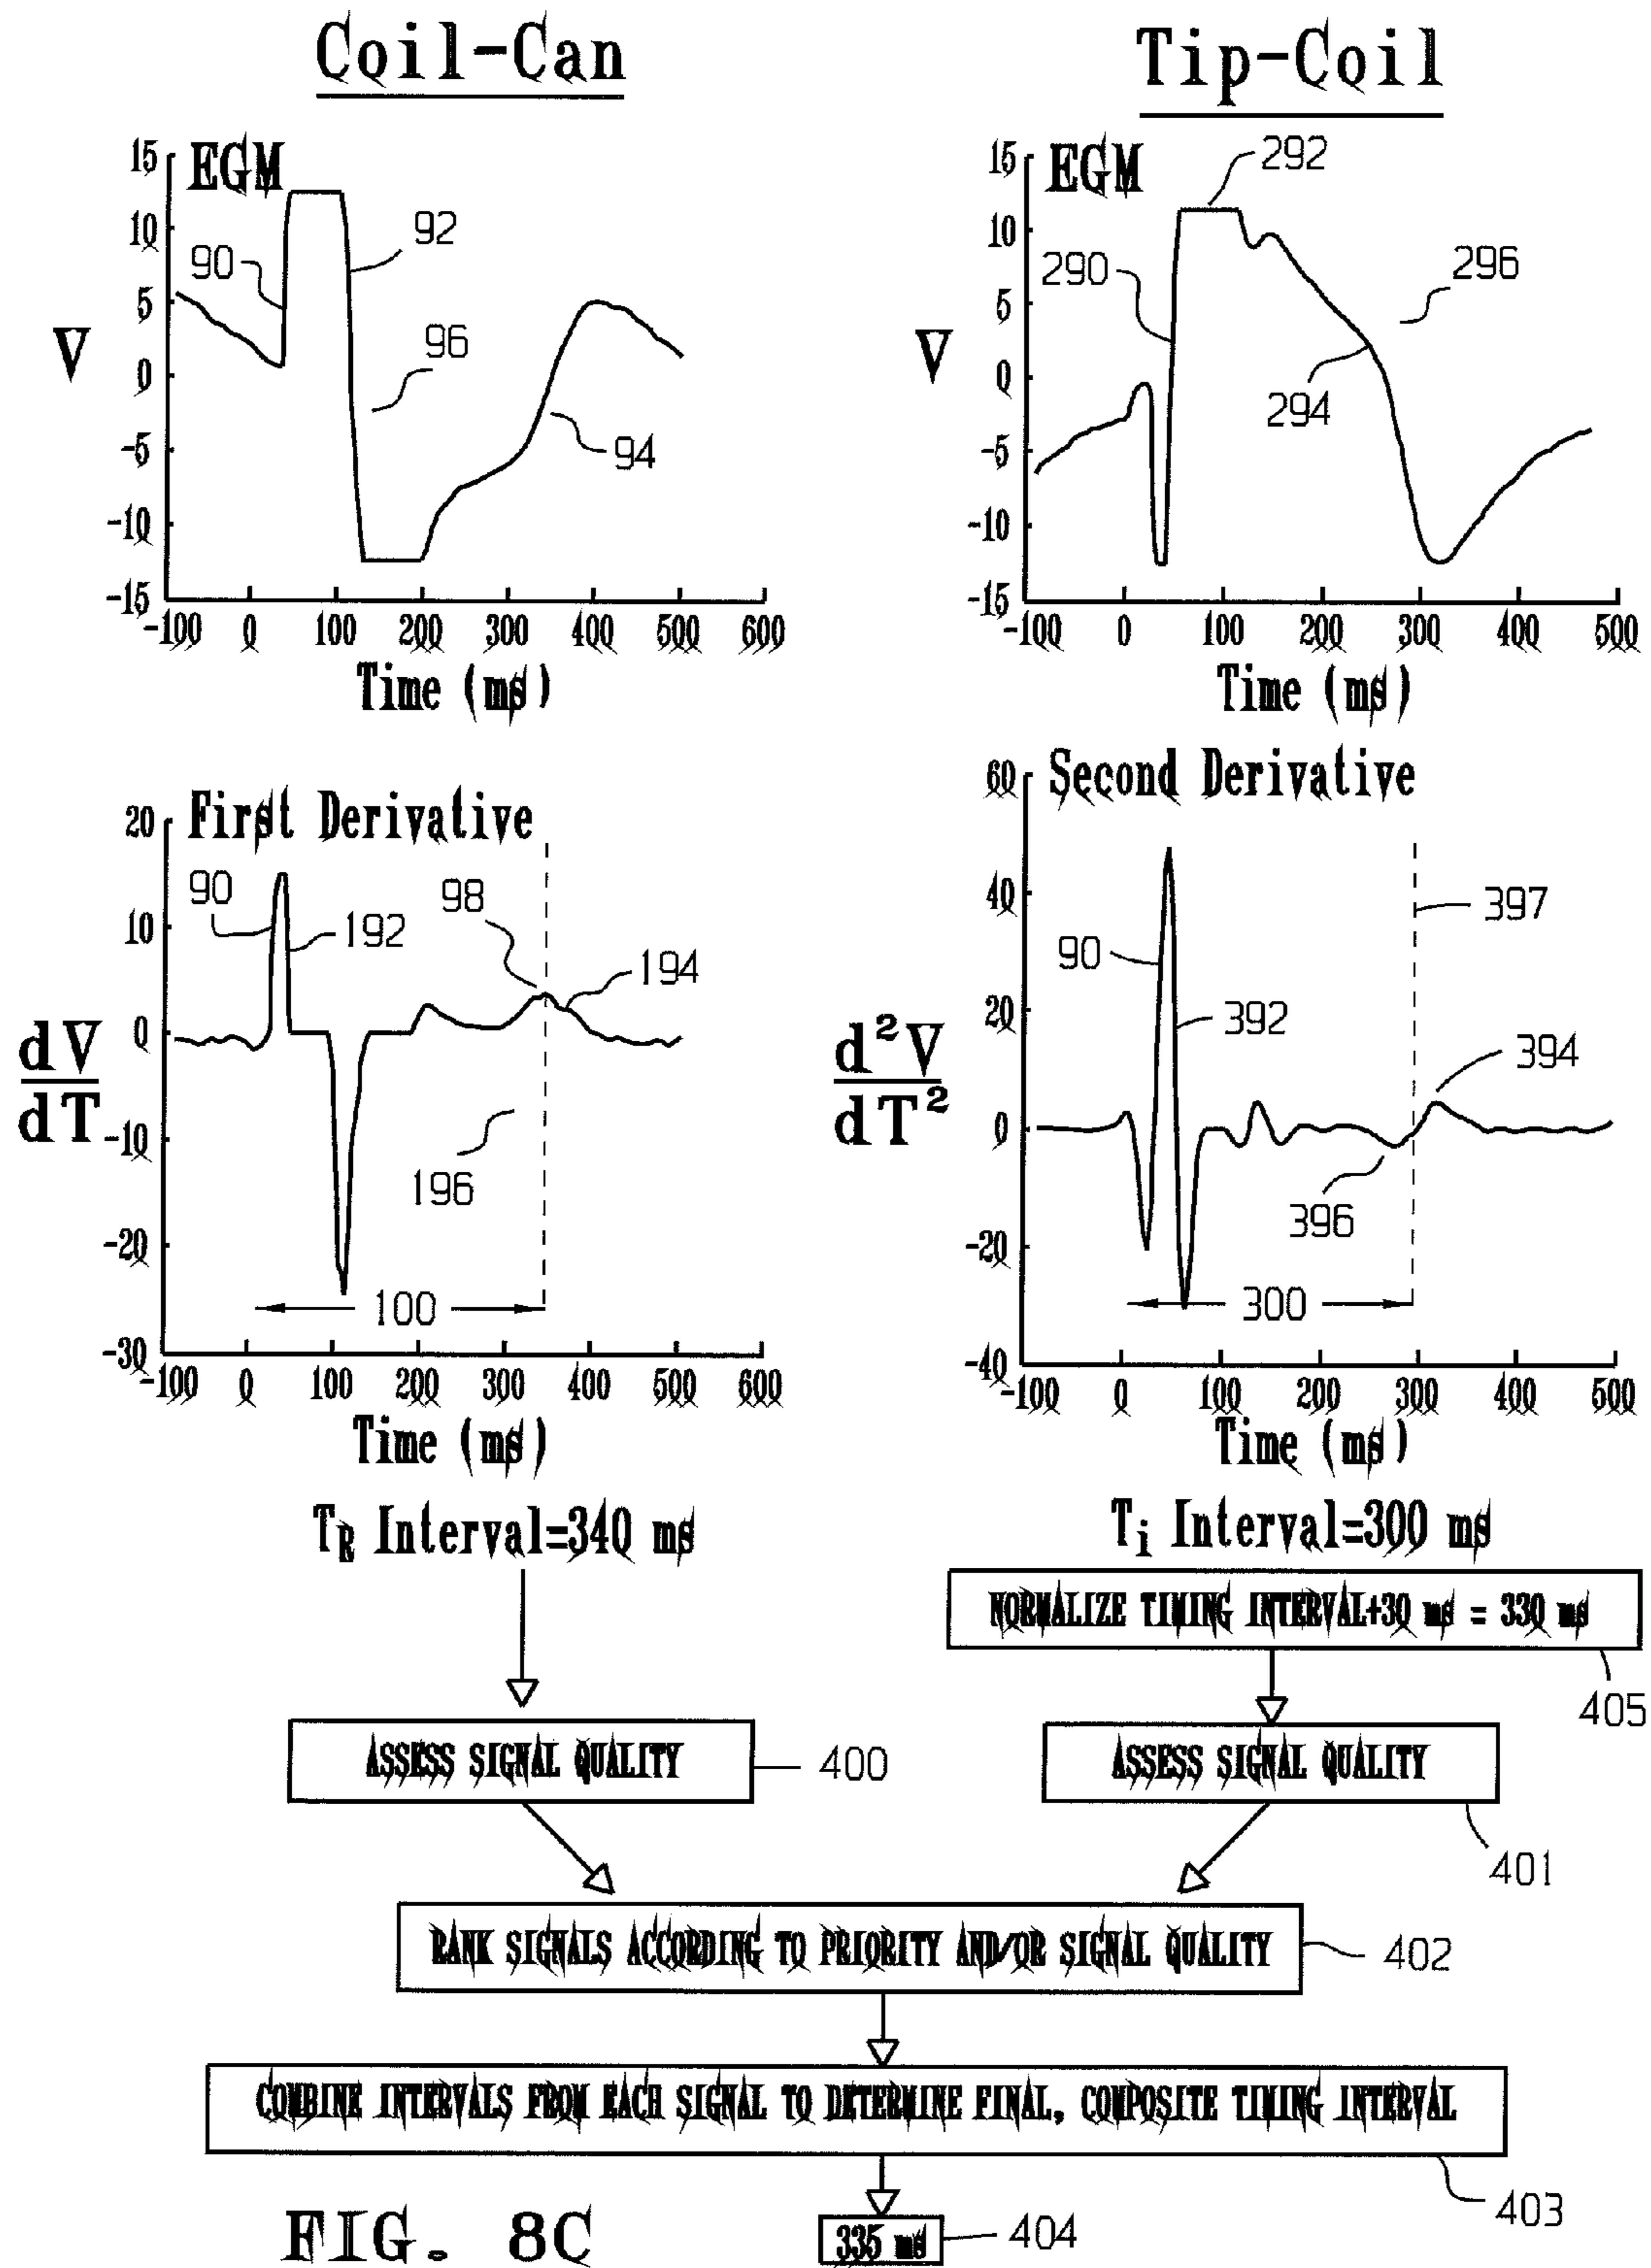 Coil-Can
Tip-Coil
EGM
15
10
5
0
-5
-10
-15
V
90
92
96
94
-100 0 100 200 300 400 500 600
Time (ms)
EGM
15
10
5
0
-5
-10
-15
V
292
290
296
294
-100 0 100 200 300 400 500
Time (ms)
First Derivative
20
10
0
-10
-20
-30
dV
dT
90
192
98
194
196
100
-100 0 100 200 300 400 500 600
Time (ms)
Second Derivative
60
40
20
0
-20
-40
d²V
dT²
90
392
397
394
396
300
-100 0 100 200 300 400 500
Time (ms)
T_R Interval=340 ms
T_i Interval=300 ms
NORMALIZE TIMING INTERVAL+30 ms = 330 ms
405
ASSESS SIGNAL QUALITY
400
ASSESS SIGNAL QUALITY
401
RANK SIGNALS ACCORDING TO PRIORITY AND/OR SIGNAL QUALITY
402
COMBINE INTERVALS FROM EACH SIGNAL TO DETERMINE FINAL, COMPOSITE TIMING INTERVAL
403
335 ms
404
FIG. 8C